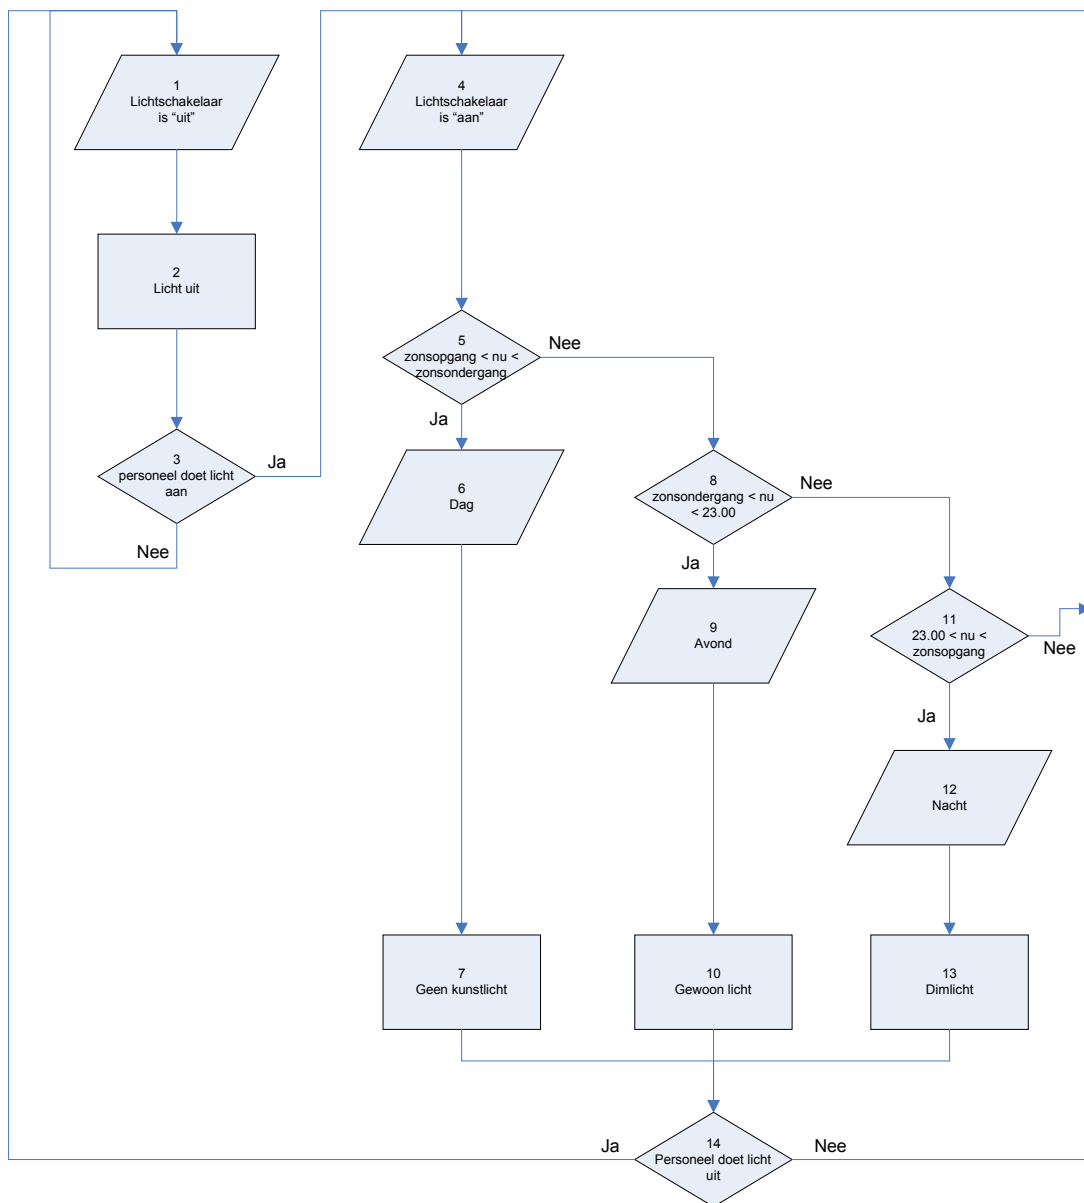 1
Lichtschakelaar
is “uit”
2
Licht uit
3
personeel doet licht
aan
Ja
Nee
4
Lichtschakelaar
is “aan”
5
zonsopgang < nu <
zonsondergang
Nee
Ja
6
Dag
7
Geen kunstlicht
8
zonsondergang < nu
< 23.00
Nee
Ja
9
Avond
10
Gewoon licht
11
23.00 < nu <
zonsopgang
Nee
Ja
12
Nacht
13
Dimlicht
14
Personeel doet licht
uit
Ja
Nee